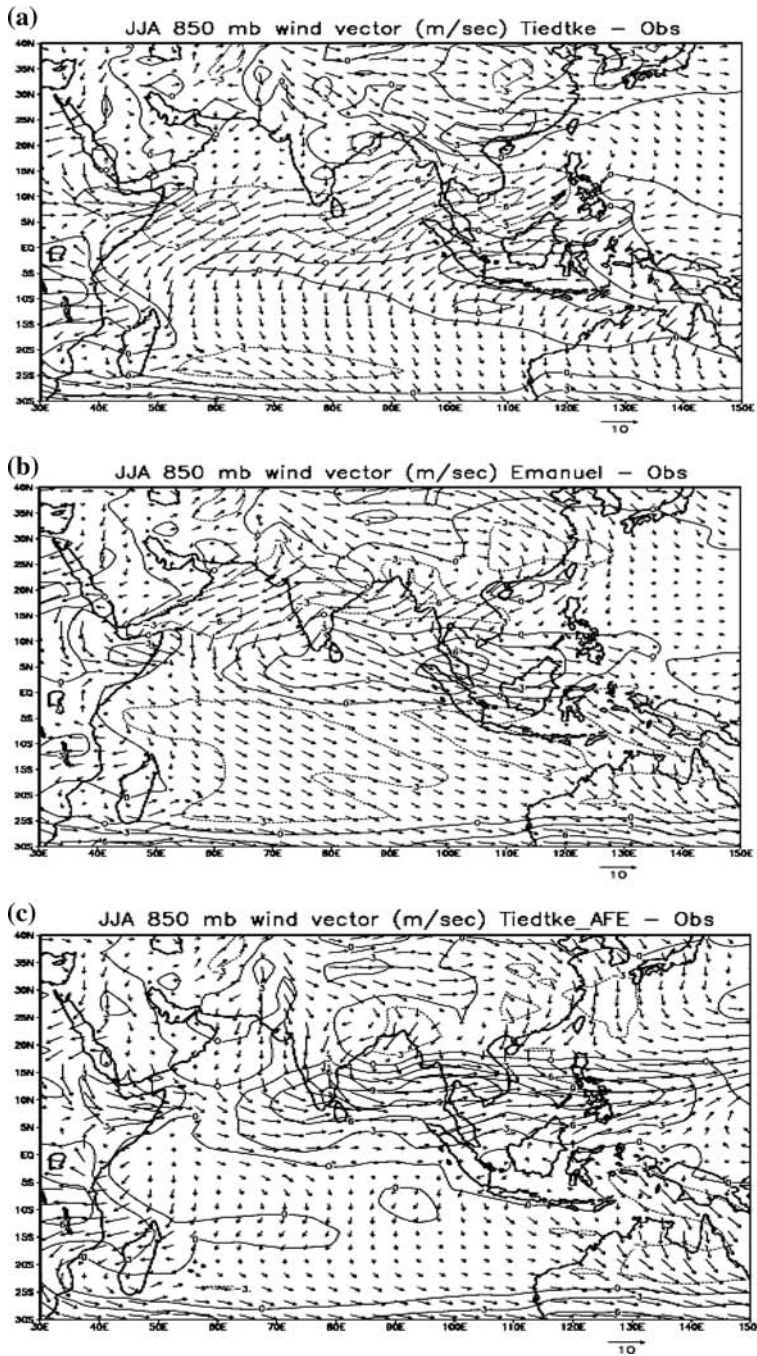 (a)
JJA 850 mb wind vector (m/sec) Tiedtke - Obs
40N
35N
30N
25N
20N
15N
10N
5N
EQ
5S
10S
15S
20S
25S
30S
30E 40E 50E 60E 70E 80E 90E 100E 110E 120E 130E 140E 150E
10
(b)
JJA 850 mb wind vector (m/sec) Emanuel - Obs
40N
35N
30N
25N
20N
15N
10N
5N
EQ
5S
10S
15S
20S
25S
30S
30E 40E 50E 60E 70E 80E 90E 100E 110E 120E 130E 140E 150E
10
(c)
JJA 850 mb wind vector (m/sec) Tiedtke_AFE - Obs
40N
35N
30N
25N
20N
15N
10N
5N
EQ
5S
10S
15S
20S
25S
30S
30E 40E 50E 60E 70E 80E 90E 100E 110E 120E 130E 140E 150E
10